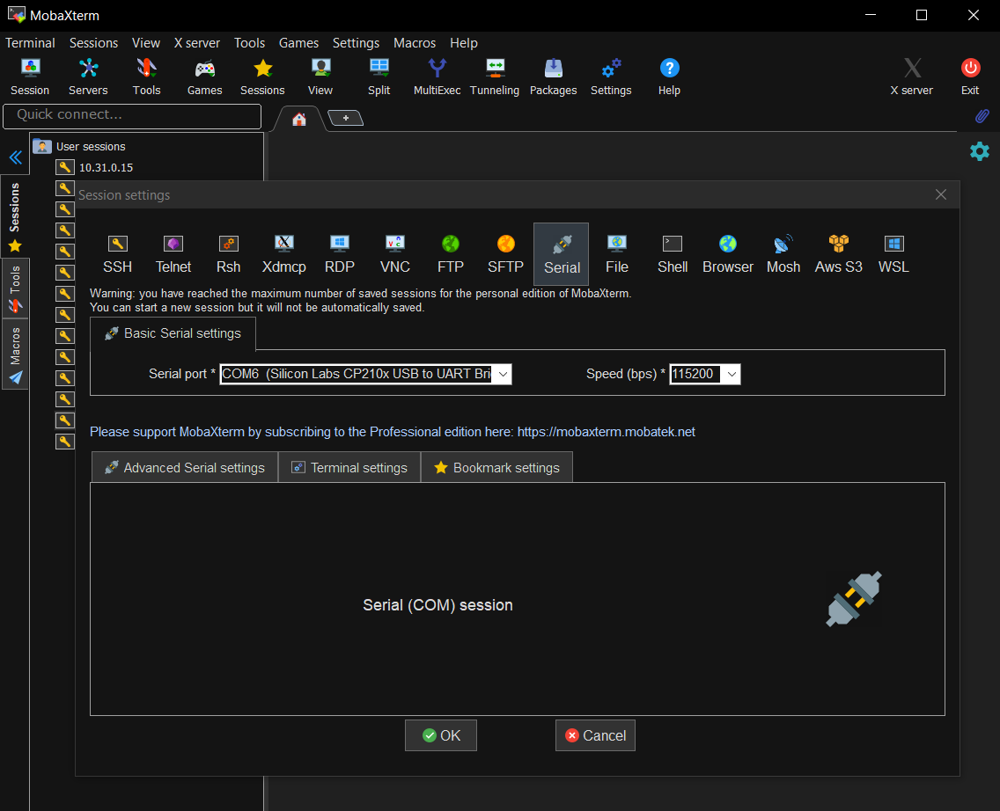 MobaXterm
Terminal Sessions View X server Tools Games Settings Macros Help
Session Servers Tools Games Sessions View Split MultiExec Tunneling Packages Settings Help X server Exit
Quick connect...
User sessions
10.31.0.15
Sessions
Tools
Macros
Session settings
SSH Telnet Rsh Xdmcp RDP VNC FTP SFTP Serial File Shell Browser Mosh Aws S3 WSL
Warning: you have reached the maximum number of saved sessions for the personal edition of MobaXterm.
You can start a new session but it will not be automatically saved.
Basic Serial settings
Serial port * COM6 (Silicon Labs CP210x USB to UART Bri Speed (bps) * 115200
Please support MobaXterm by subscribing to the Professional edition here: https://mobaxterm.mobatek.net
Advanced Serial settings Terminal settings Bookmark settings
Serial (COM) session
OK Cancel